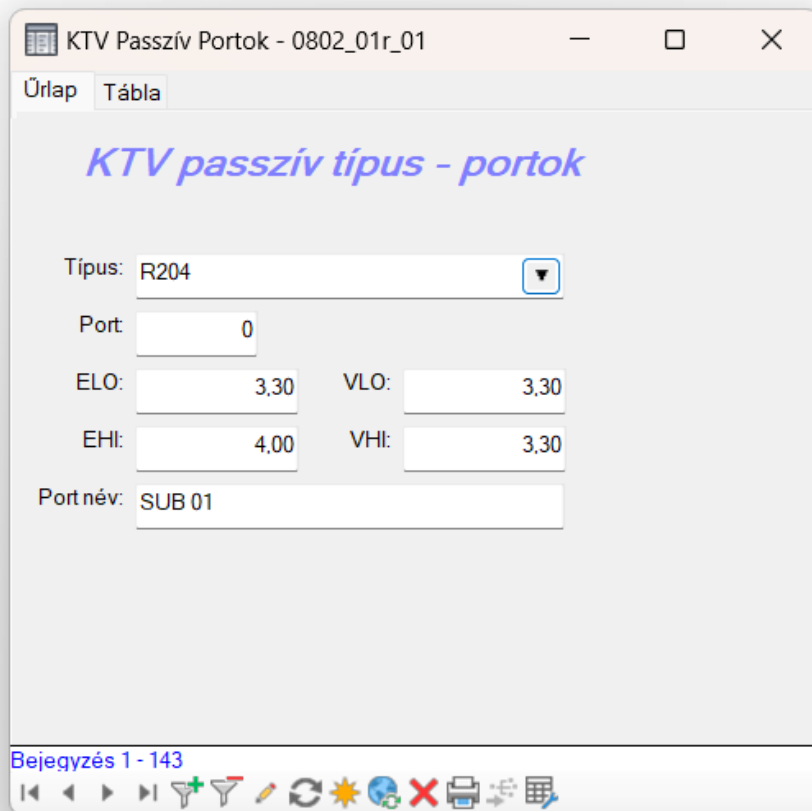 KTV Passzív Portok - 0802_01r_01
Űrlap Tábla
KTV passzív típus - portok
Típus: R204
Port: 0
ELO: 3,30 VLO: 3,30
EHI: 4,00 VHI: 3,30
Port név: SUB 01
Bejegyzés 1 - 143